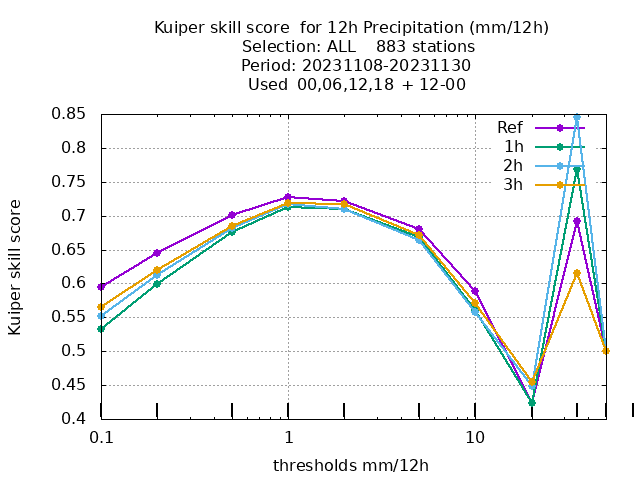 Kuiper skill score  for 12h Precipitation (mm/12h)
Selection: ALL    883 stations
Period: 20231108-20231130
Used  00,06,12,18  + 12-00
Ref
1h
2h
3h
0.85
0.8
0.75
0.7
0.65
0.6
0.55
0.5
0.45
0.4
Kuiper skill score
0.1 1 10
thresholds mm/12h